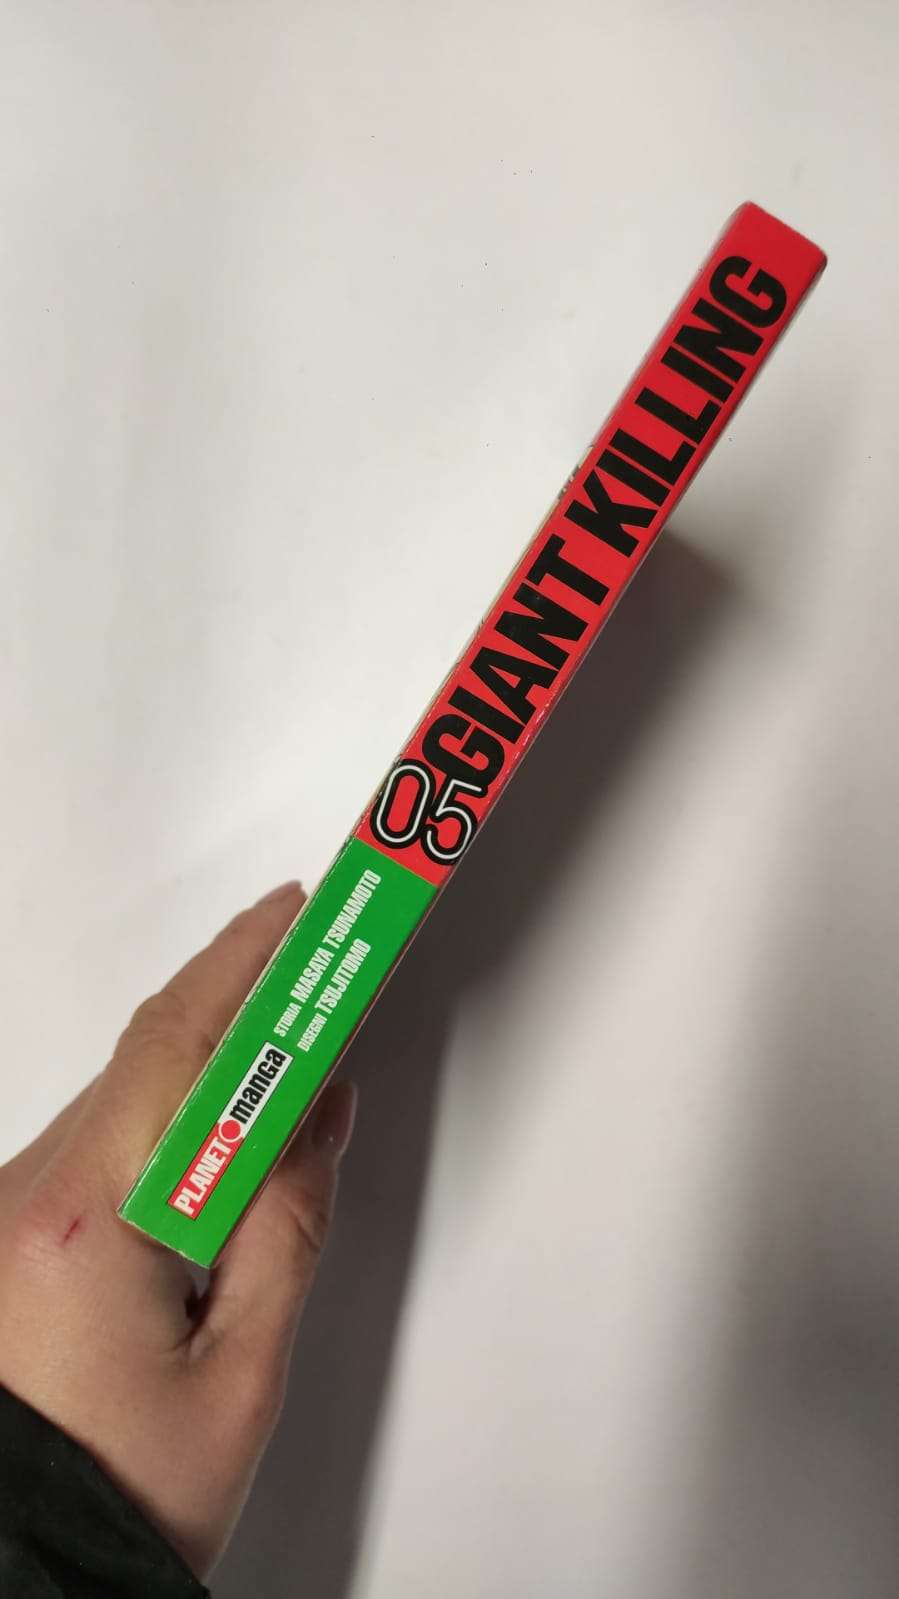 GIANT KILLING
05
STORIA MASAYA TSUNAMOTO
DISEGNI TSUJITOMO
PLANET manga